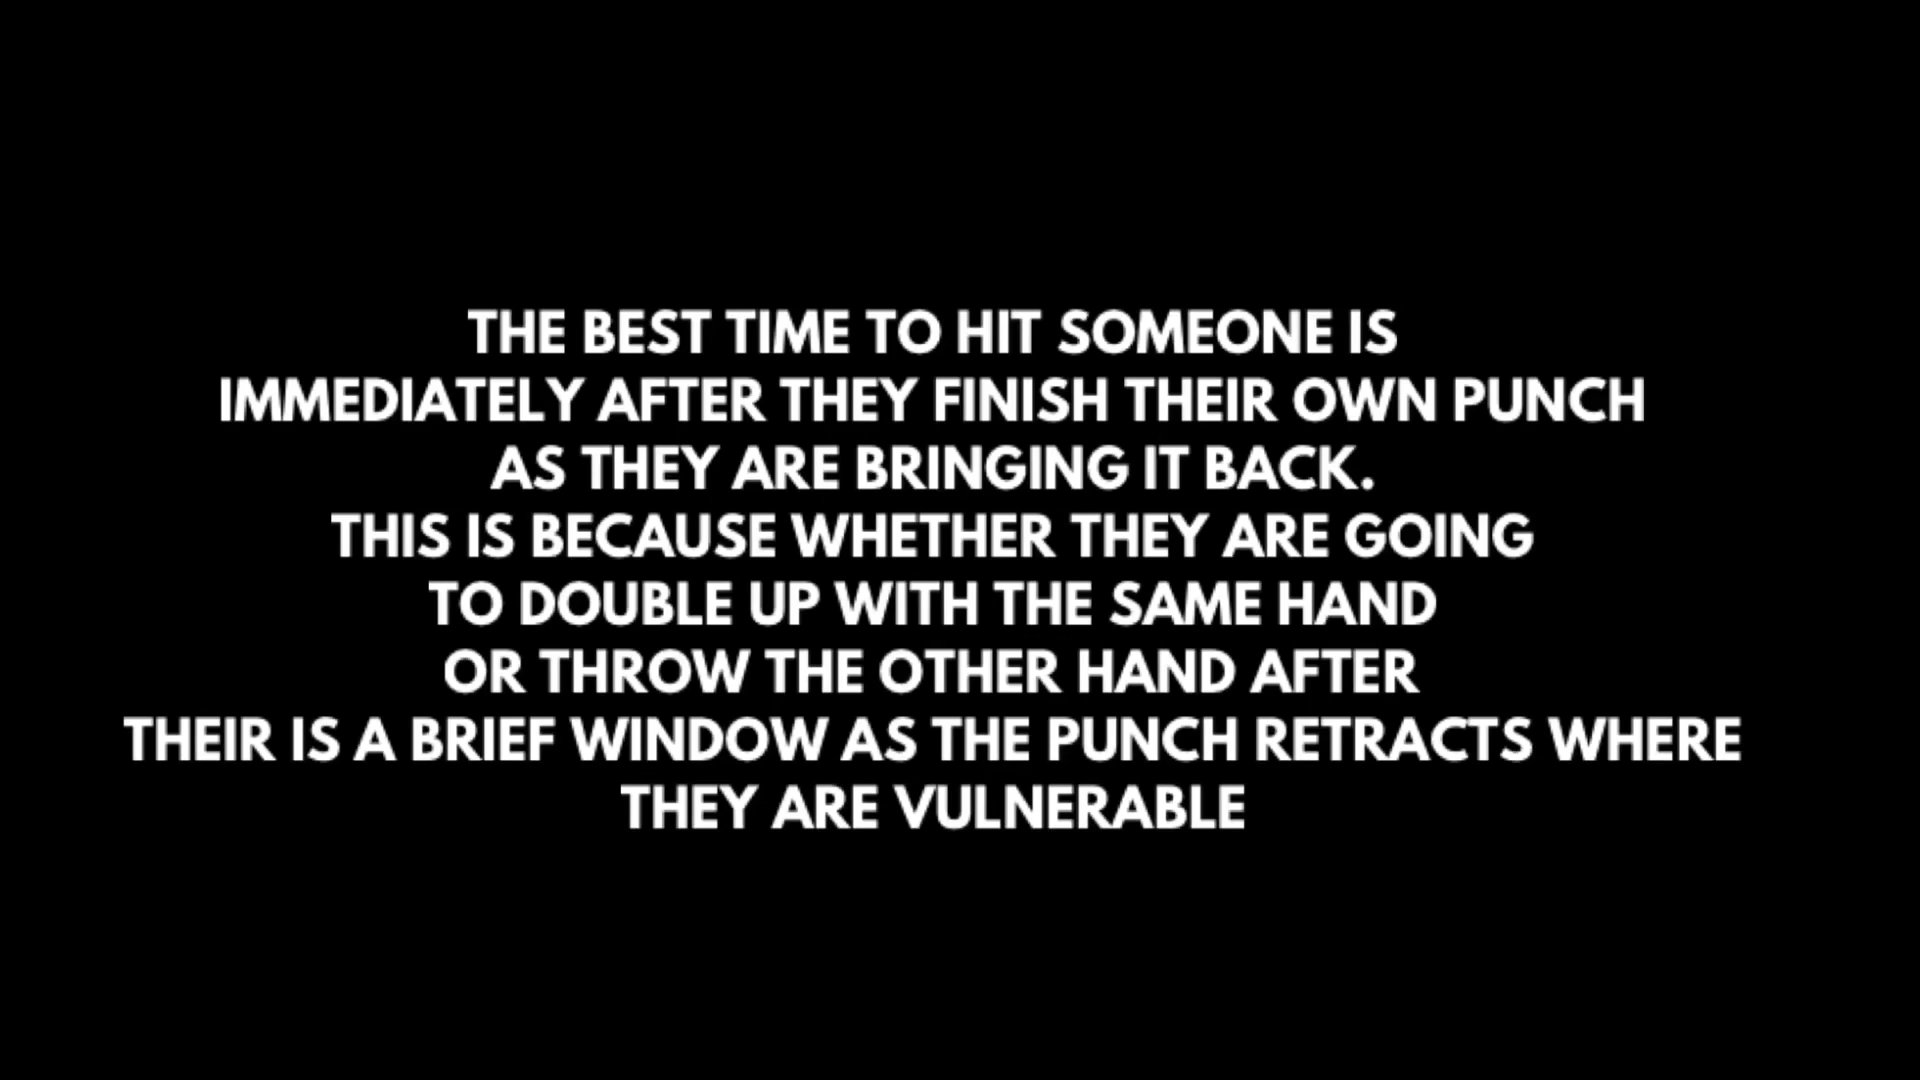 THE BEST TIME TO HIT SOMEONE IS
IMMEDIATELY AFTER THEY FINISH THEIR OWN PUNCH
AS THEY ARE BRINGING IT BACK.
THIS IS BECAUSE WHETHER THEY ARE GOING
TO DOUBLE UP WITH THE SAME HAND
OR THROW THE OTHER HAND AFTER
THEIR IS A BRIEF WINDOW AS THE PUNCH RETRACTS WHERE
THEY ARE VULNERABLE